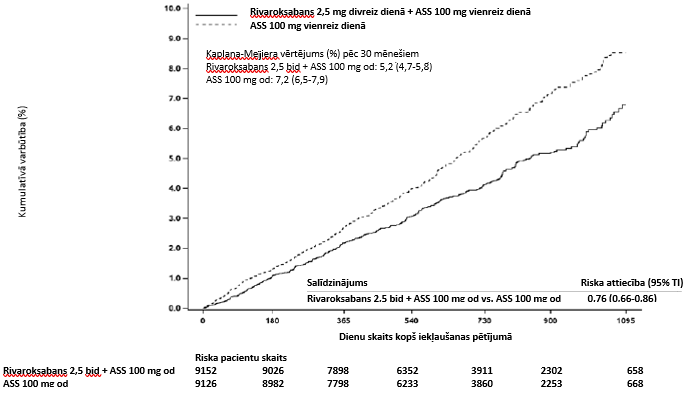 10.0
Rivaroksabans 2,5 mg divreiz dienā + ASS 100 mg vienreiz dienā
ASS 100 mg vienreiz dienā
9.0
Kaplana-Meijera vērtējums (%) pēc 30 mēnešiem
Rivaroksabans 2,5 bid + ASS 100 mg od: 5,2 (4,7-5,8)
8.0
ASS 100 mg od: 7,2 (6,5-7,9)
7.0
6.0
5.0
4.0
3.0
2.0
1.0
0.0
Kumulatīvā varbūtība (%)
Salīdzinājums Riska attiecība (95% TI)
Rivaroksabans 2.5 bid + ASS 100 mg od vs. ASS 100 mg od 0.76 (0.66-0.86)
0 180 365 540 730 900 1095
Dienu skaits kopš iekļaušanas pētījumā
Riska pacientu skaits
Rivaroksabans 2,5 bid + ASS 100 mg od 9152 9026 7898 6352 3911 2302 658
ASS 100 mg od 9126 8982 7798 6233 3860 2253 668